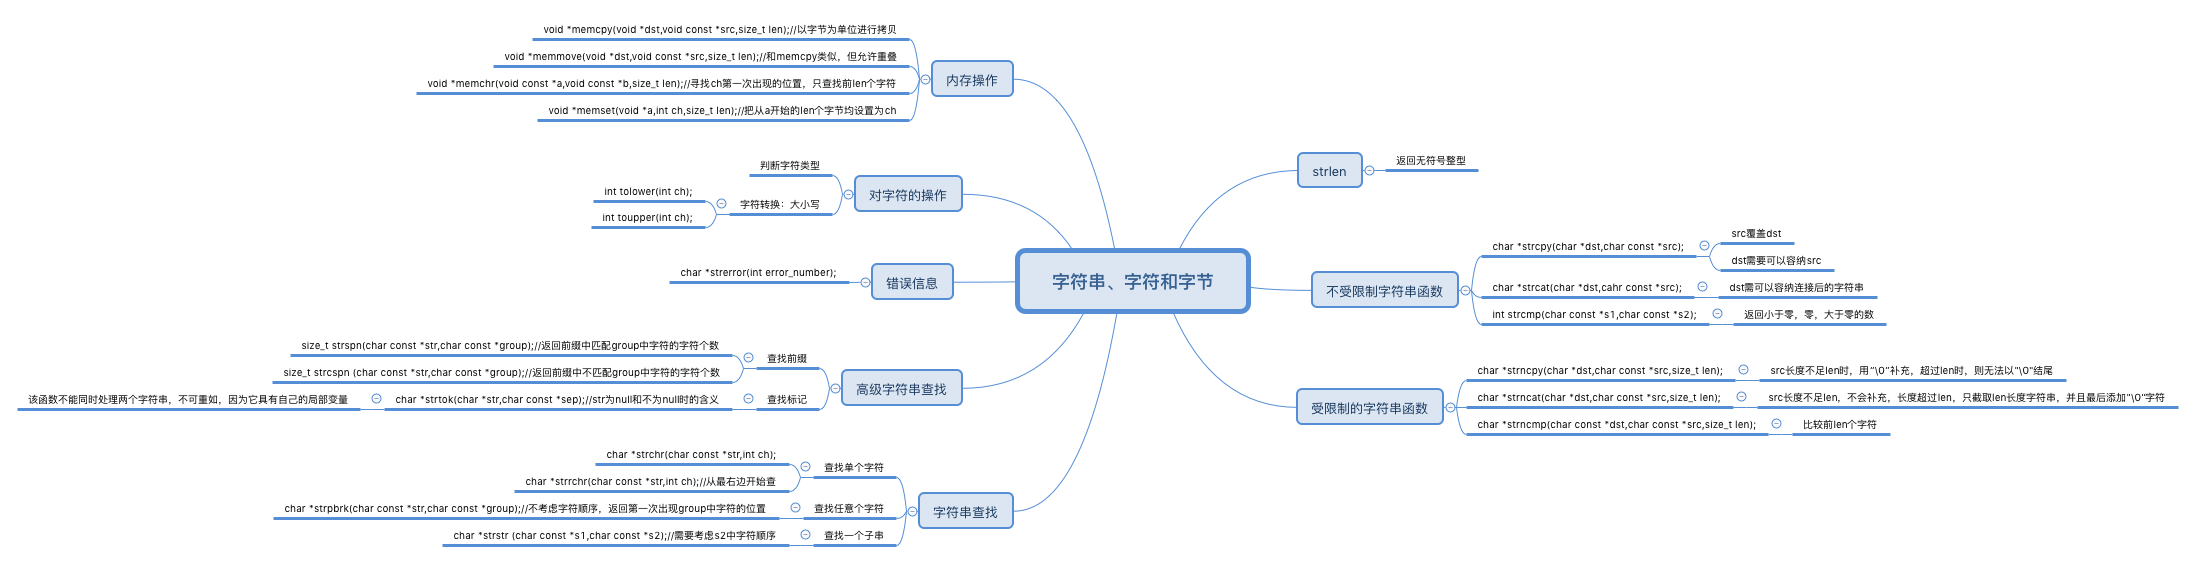 字符串、字符和字节
strlen
返回无符号整型
不受限制字符串函数
char *strcpy(char *dst,char const *src);
src覆盖dst
dst需要可以容纳src
char *strcat(char *dst,cahr const *src);
dst需可以容纳连接后的字符串
int strcmp(char const *s1,char const *s2);
返回小于零，零，大于零的数
受限制的字符串函数
char *strncpy(char *dst,char const *src,size_t len);
src长度不足len时，用“\0”补充，超过len时，则无法以"\0"结尾
char *strncat(char *dst,char const *src,size_t len);
src长度不足len，不会补充，长度超过len，只截取len长度字符串，并且最后添加"\0"字符
char *strncmp(char const *dst,char const *src,size_t len);
比较前len个字符
内存操作
void *memcpy(void *dst,void const *src,size_t len);//以字节为单位进行拷贝
void *memmove(void *dst,void const *src,size_t len);//和memcpy类似，但允许重叠
void *memchr(void const *a,void const *b,size_t len);//寻找ch第一次出现的位置，只查找前len个字符
void *memset(void *a,int ch,size_t len);//把从a开始的len个字节均设置为ch
对字符的操作
判断字符类型
字符转换：大小写
int tolower(int ch);
int toupper(int ch);
错误信息
char *strerror(int error_number);
高级字符串查找
查找前缀
size_t strspn(char const *str,char const *group);//返回前缀中匹配group中字符的字符个数
size_t strcspn (char const *str,char const *group);//返回前缀中不匹配group中字符的字符个数
查找标记
char *strtok(char *str,char const *sep);//str为null和不为null时的含义
该函数不能同时处理两个字符串，不可重如，因为它具有自己的局部变量
字符串查找
查找单个字符
char *strchr(char const *str,int ch);
char *strrchr(char const *str,int ch);//从最右边开始查
查找任意个字符
char *strpbrk(char const *str,char const *group);//不考虑字符顺序，返回第一次出现group中字符的位置
查找一个子串
char *strstr (char const *s1,char const *s2);//需要考虑s2中字符顺序